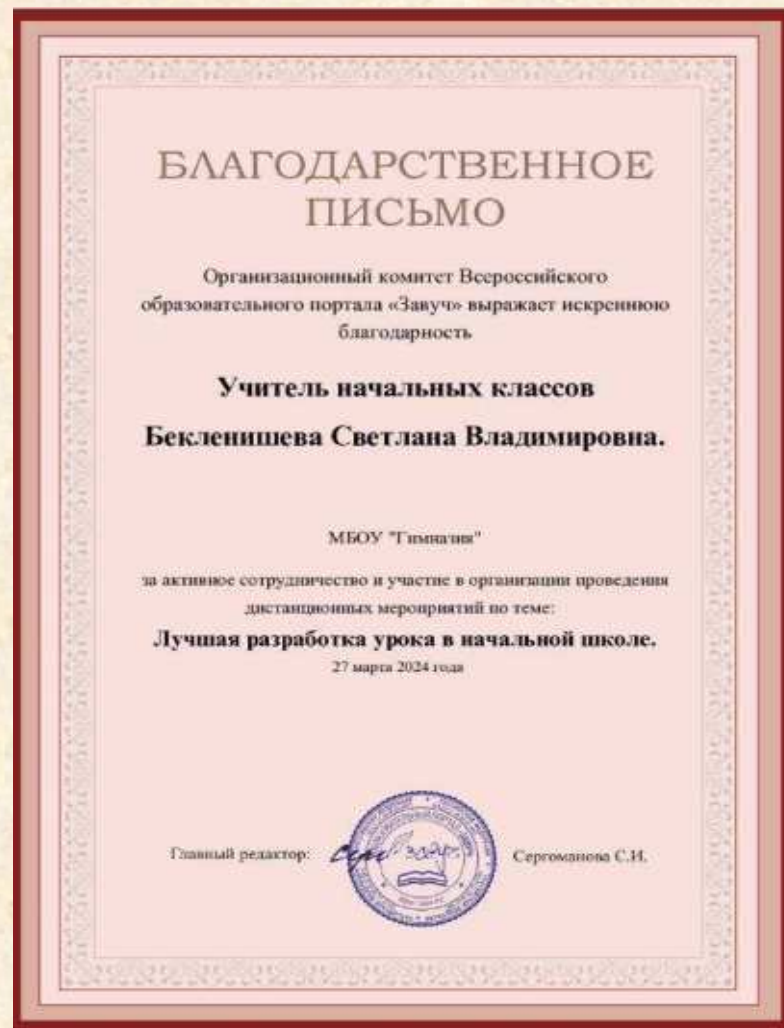 БЛАГОДАРСТВЕННОЕ
ПИСЬМО
Организационный комитет Всероссийского
образовательного портала «Завуч» выражает искреннюю
благодарность
Учитель начальных классов
Бекленишева Светлана Владимировна.
МБОУ "Гимназия"
за активное сотрудничество и участие в организации проведения
дистанционных мероприятий по теме:
Лучшая разработка урока в начальной школе.
27 марта 2024 года
Главный редактор:
Сергоманова С.И.